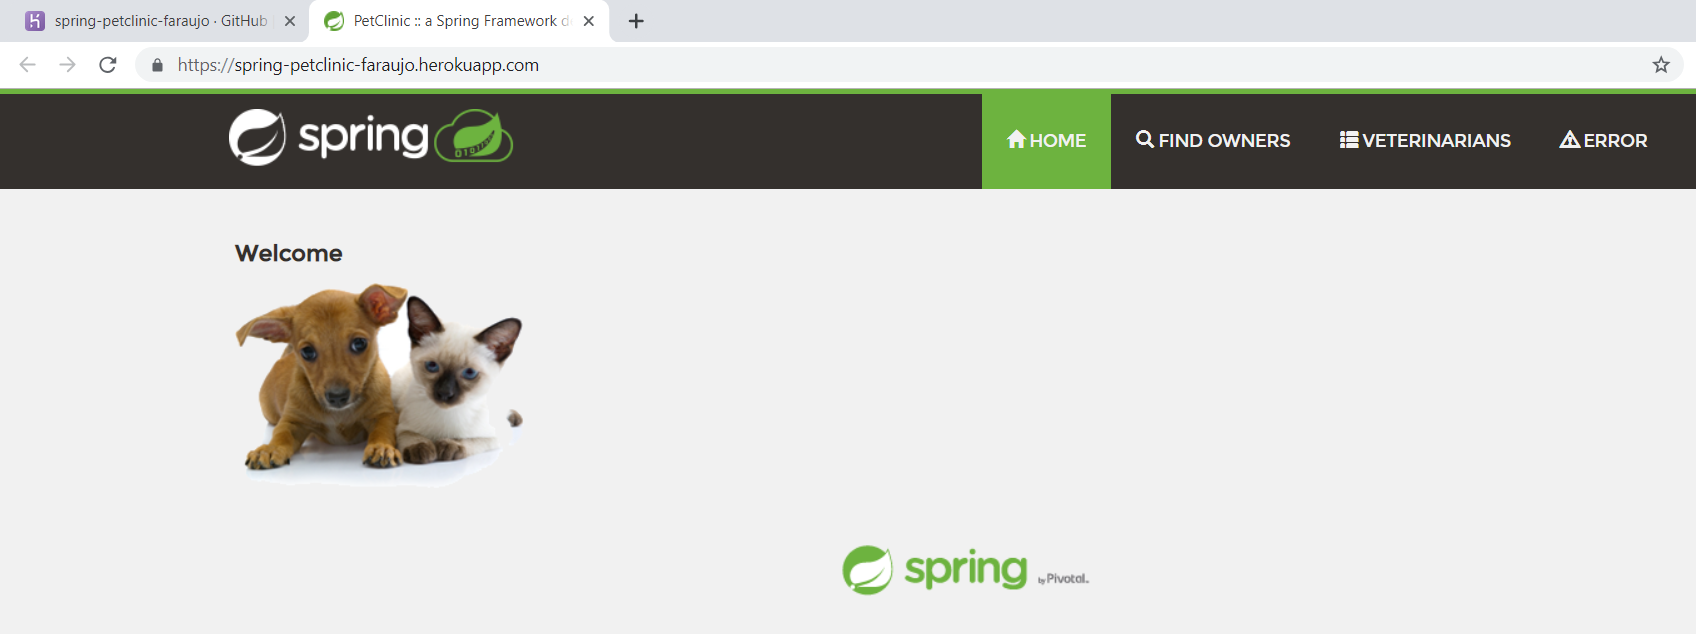 spring-petclinic-faraujo · GitHub
PetClinic :: a Spring Framework d
https://spring-petclinic-faraujo.herokuapp.com
spring
HOME
FIND OWNERS
VETERINARIANS
ERROR
Welcome
spring by Pivotal™